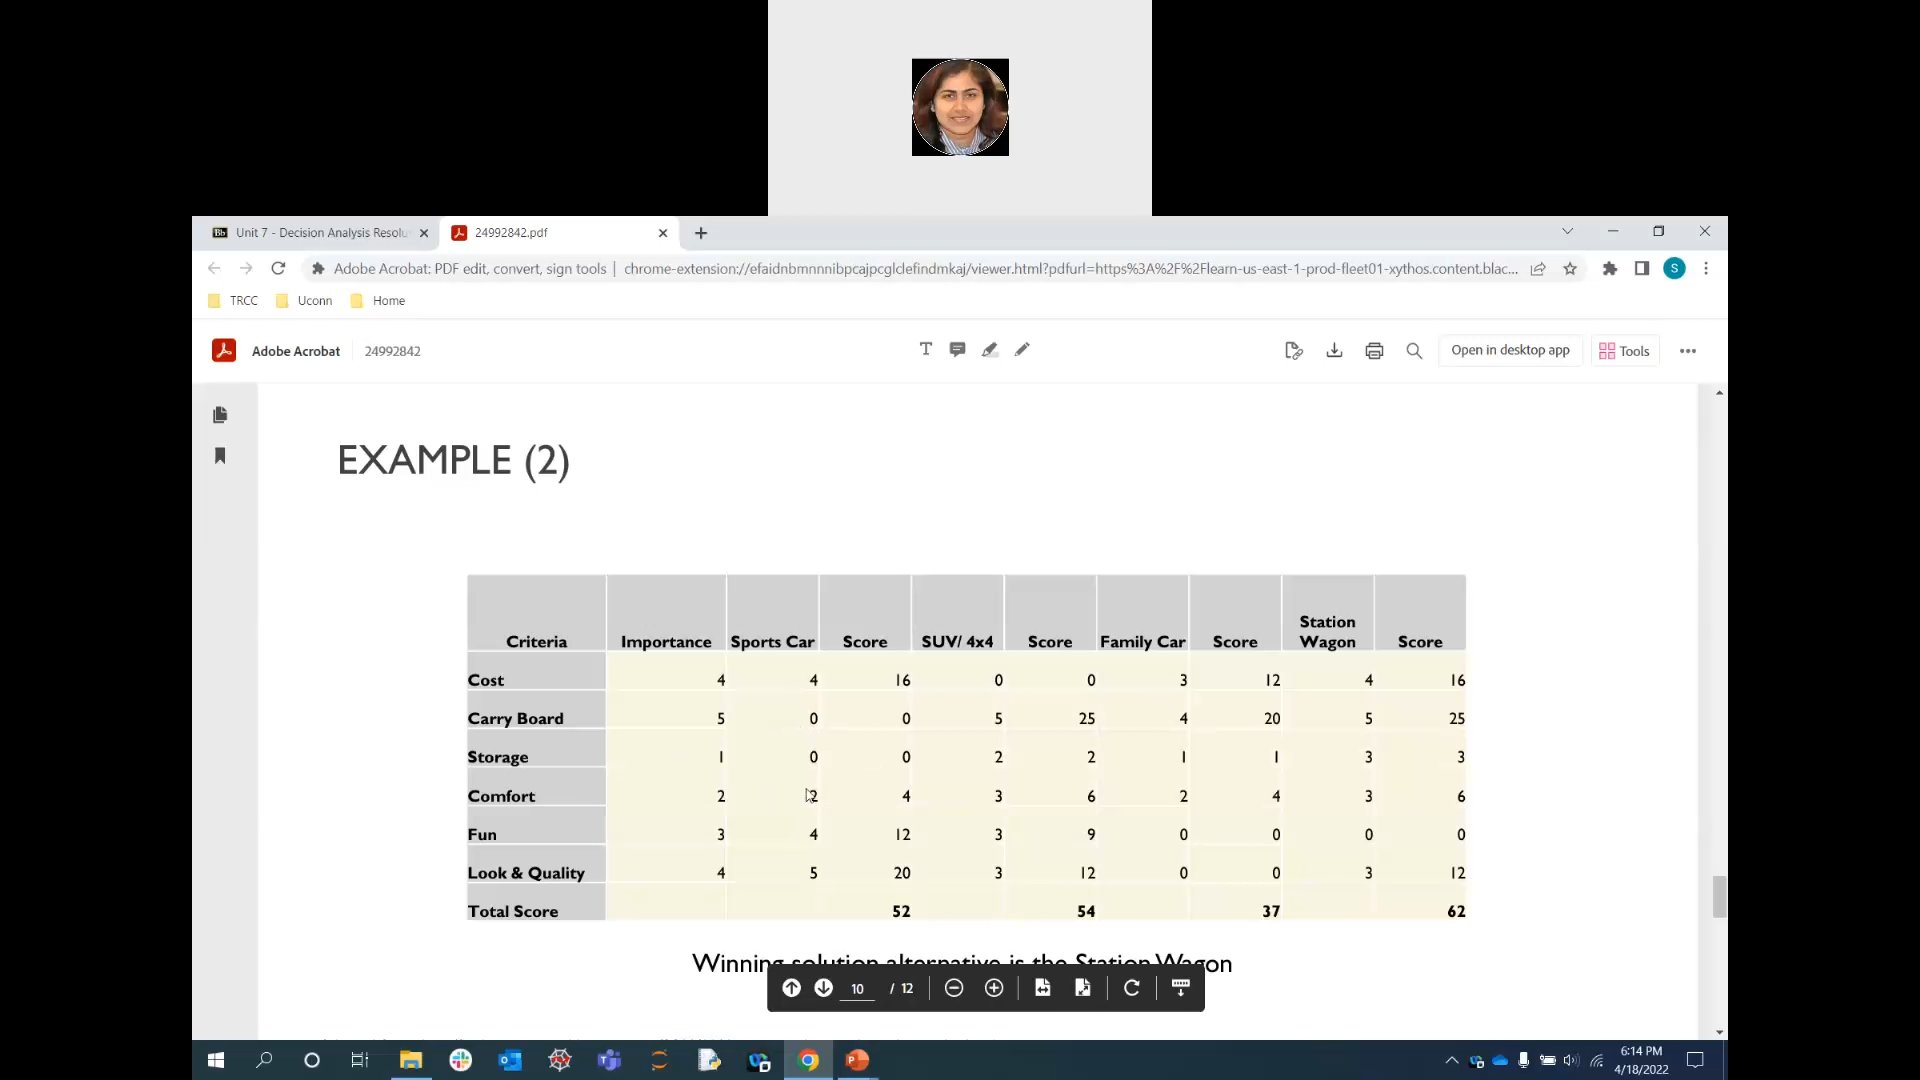 Unit 7 - Decision Analysis Resolu
24992842.pdf
Adobe Acrobat: PDF edit, convert, sign tools | chrome-extension://efaidnbmnnnibpcajpcglclefindmkaj/viewer.html?pdfurl=https%3A%2F%2Flearn-us-east-1-prod-fleet01-xythos.content.blac...
S
TRCC Uconn Home
Adobe Acrobat 24992842
Open in desktop app Tools
EXAMPLE (2)
Criteria Importance Sports Car Score SUV/ 4x4 Score Family Car Score Station Wagon Score
Cost 4 4 16 0 0 3 12 4 16
Carry Board 5 0 0 5 25 4 20 5 25
Storage 1 0 0 2 2 1 1 3 3
Comfort 2 2 4 3 6 2 4 3 6
Fun 3 4 12 3 9 0 0 0 0
Look & Quality 4 5 20 3 12 0 0 3 12
Total Score 52 54 37 62
Winning solution alternative is the Station Wagon
10 / 12
6:14 PM
4/18/2022